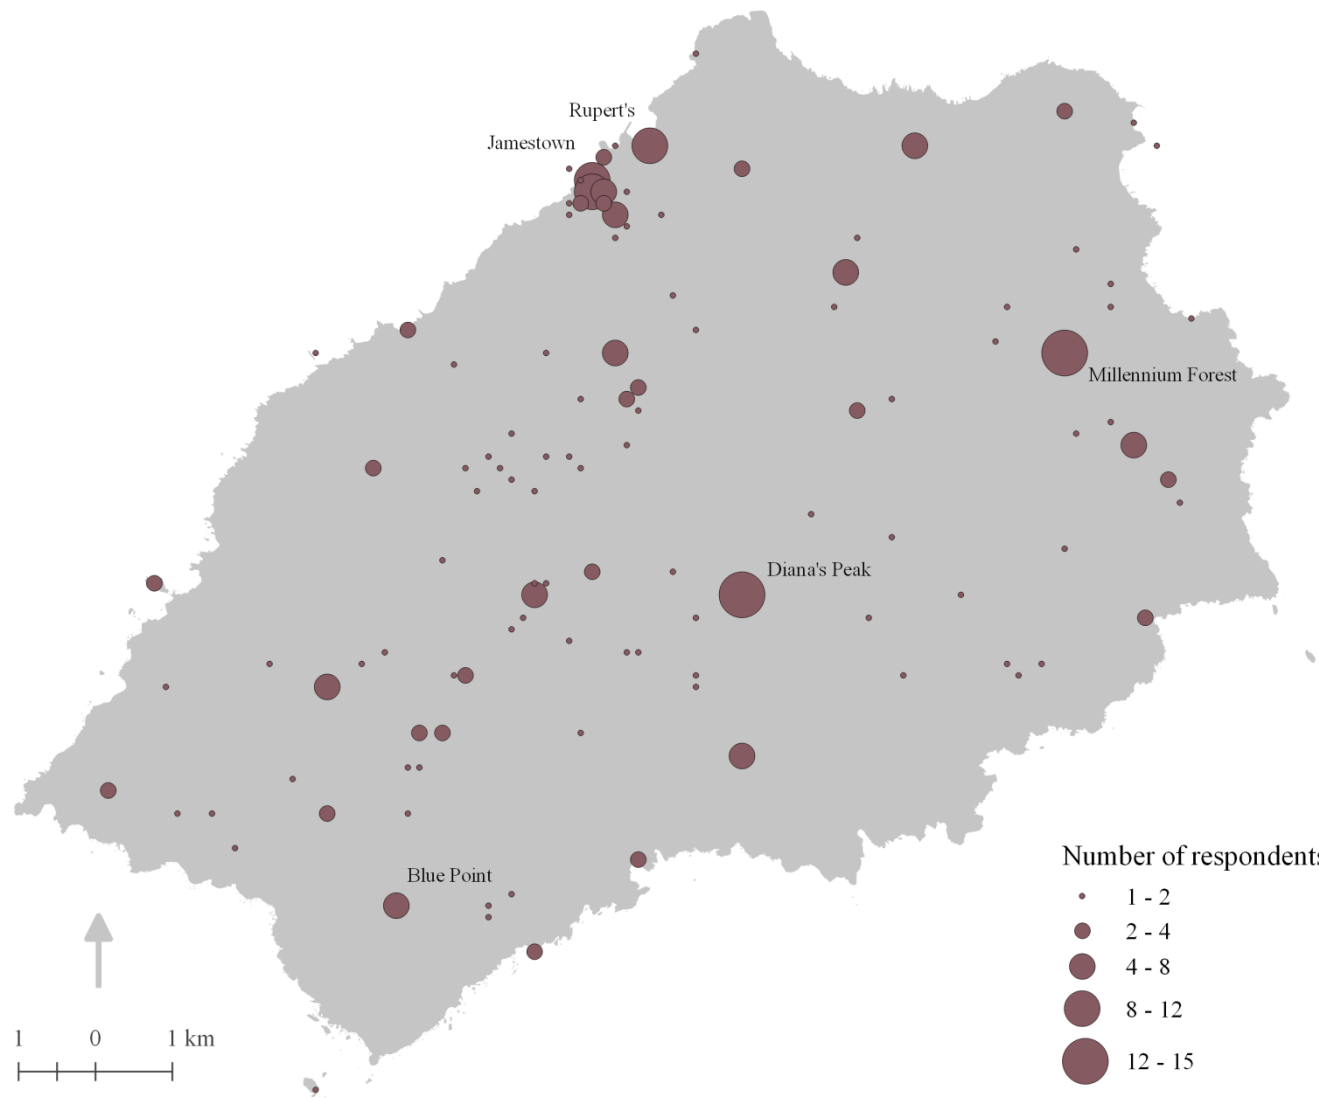 Rupert's
Jamestown
Millennium Forest
Diana's Peak
Blue Point
Number of respondents
1 - 2
2 - 4
4 - 8
8 - 12
12 - 15
1 0 1 km